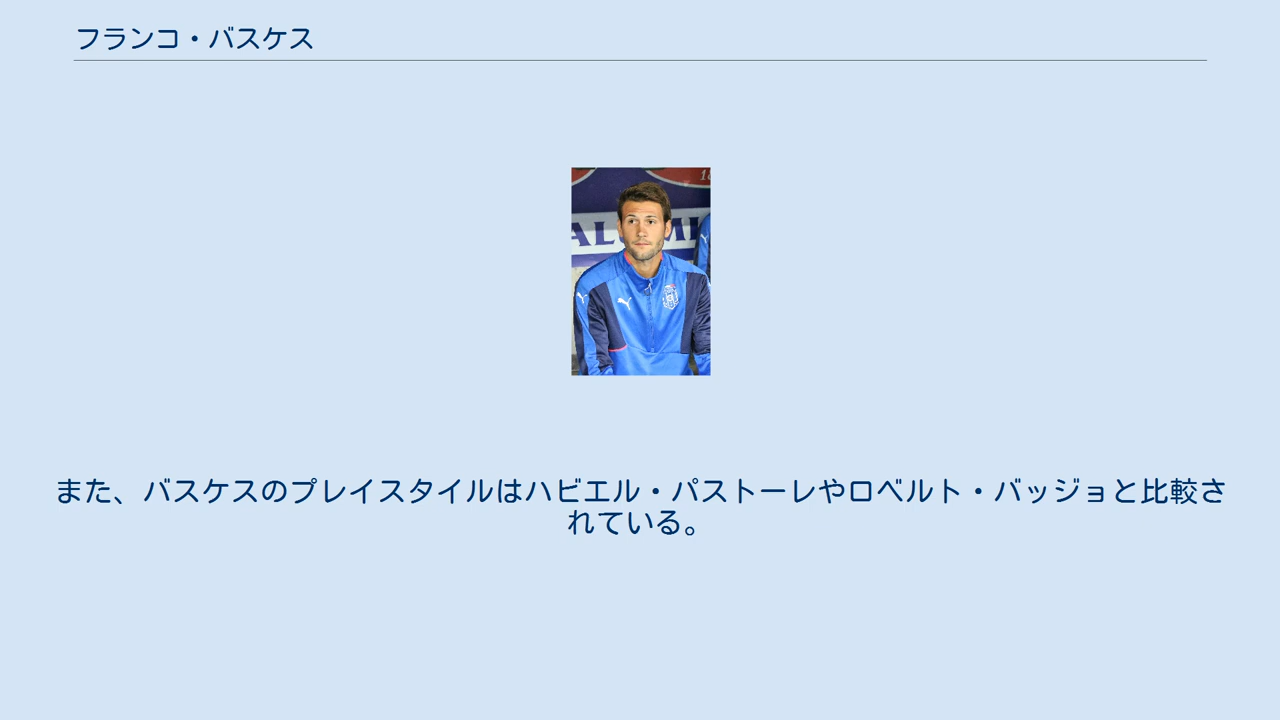 フランコ・バスケス
また、バスケスのプレイスタイルはハビエル・パストーレやロベルト・バッジョと比較さ
れている。